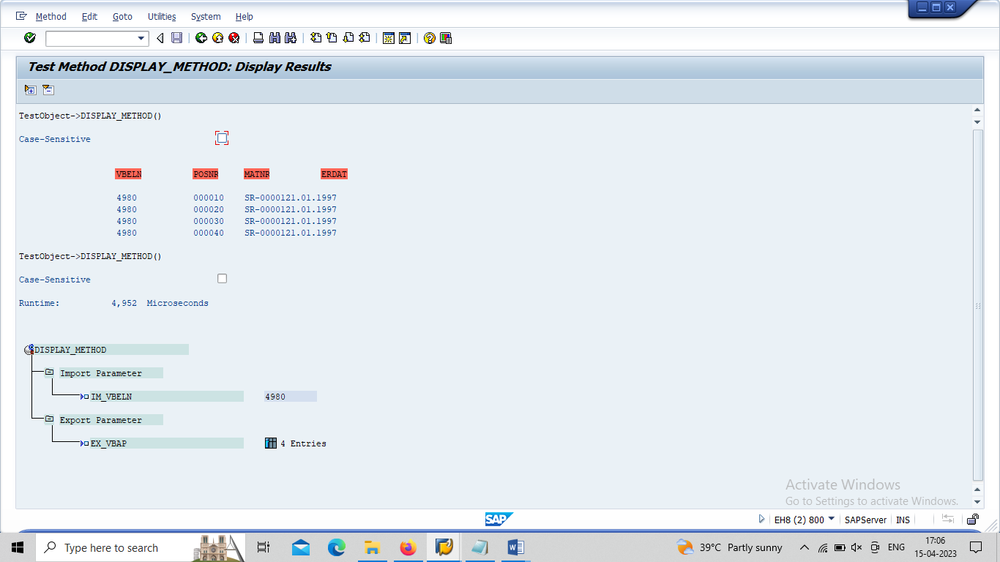 Method Edit Goto Utilities System Help
Test Method DISPLAY_METHOD: Display Results
TestObject->DISPLAY_METHOD()
Case-Sensitive
VBELN POSNR MATNR ERDAT
4980 000010 SR-0000121.01.1997
4980 000020 SR-0000121.01.1997
4980 000030 SR-0000121.01.1997
4980 000040 SR-0000121.01.1997
TestObject->DISPLAY_METHOD()
Case-Sensitive
Runtime: 4,952 Microseconds
DISPLAY_METHOD
Import Parameter
IM_VBELN 4980
Export Parameter
EX_VBAP 4 Entries
Activate Windows
Go to Settings to activate Windows.
SAP EH8 (2) 800 SAPServer INS
Type here to search 39°C Partly sunny ENG 17:06
15-04-2023